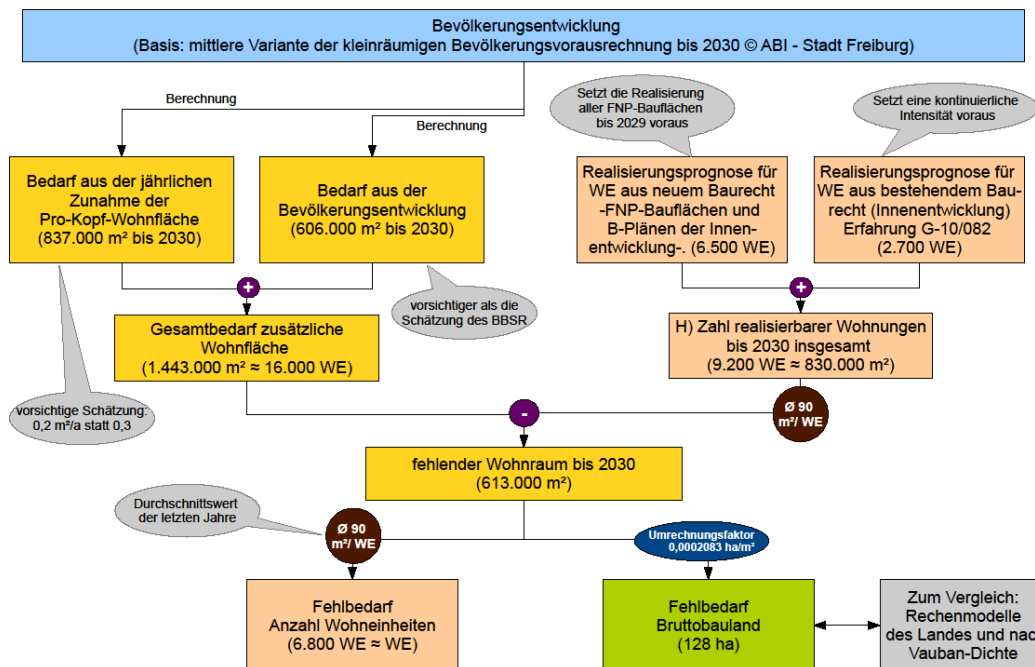 Bevölkerungsentwicklung
(Basis: mittlere Variante der kleinräumigen Bevölkerungsvorausrechnung bis 2030 © ABI - Stadt Freiburg)
Berechnung
Berechnung
Setzt die Realisierung
aller FNP-Bauflächen
bis 2029 voraus
Setzt eine kontinuierliche
Intensität voraus
Bedarf aus der jährlichen
Zunahme der
Pro-Kopf-Wohnfläche
(837.000 m² bis 2030)
Bedarf aus der
Bevölkerungsentwicklung
(606.000 m² bis 2030)
Realisierungsprognose für
WE aus neuem Baurecht
-FNP-Bauflächen und
B-Plänen der Innen-
entwicklung-. (6.500 WE)
Realisierungsprognose für
WE aus bestehendem Bau-
recht (Innenentwicklung)
Erfahrung G-10/082
(2.700 WE)
+
+
vorsichtiger als die
Schätzung des BBSR
Gesamtbedarf zusätzliche
Wohnfläche
(1.443.000 m² ≈ 16.000 WE)
H) Zahl realisierbarer Wohnungen
bis 2030 insgesamt
(9.200 WE ≈ 830.000 m²)
vorsichtige Schätzung:
0,2 m²/a statt 0,3
-
Ø 90
m²/ WE
fehlender Wohnraum bis 2030
(613.000 m²)
Durchschnittswert
der letzten Jahre
Ø 90
m²/ WE
Umrechnungsfaktor
0,0002083 ha/m²
Fehlbedarf
Anzahl Wohneinheiten
(6.800 WE ≈ WE)
Fehlbedarf
Bruttobauland
(128 ha)
Zum Vergleich:
Rechenmodelle
des Landes und nac
Vauban-Dichte